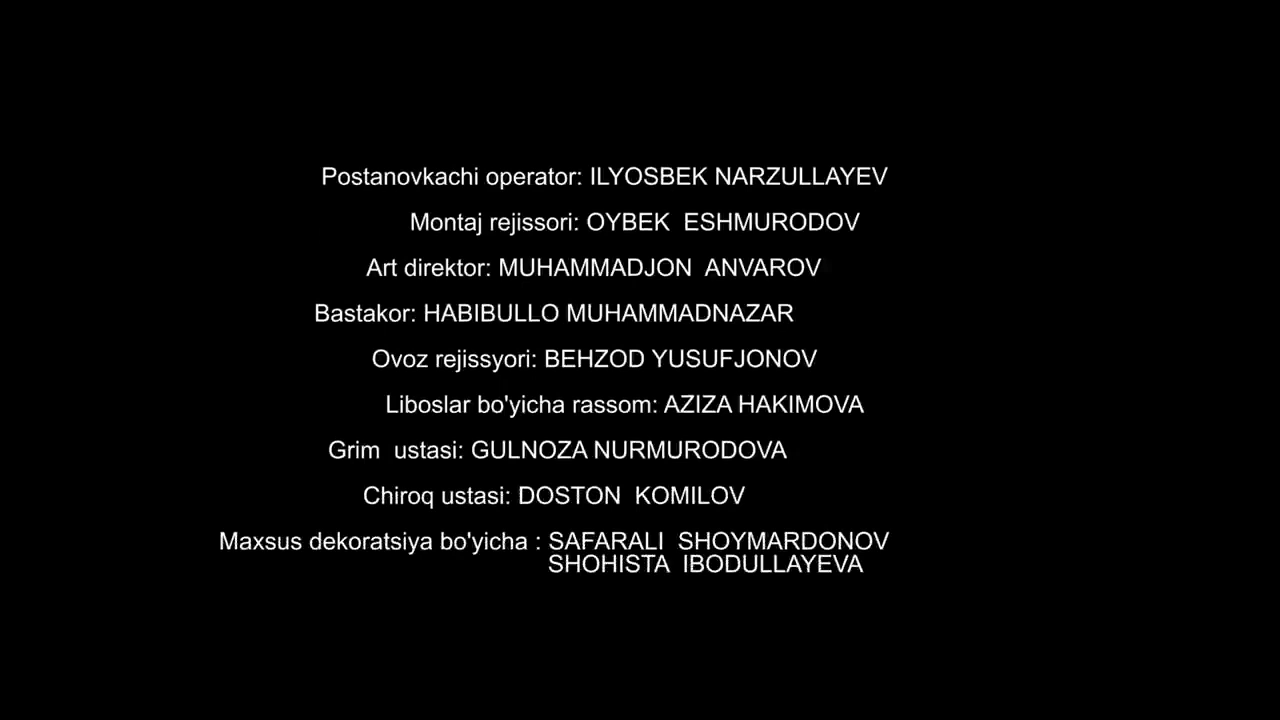 Postanovkachi operator: ILYOSBEK NARZULLAYEV
Montaj rejissori: OYBEK  ESHMURODOV
Art direktor: MUHAMMADJON  ANVAROV
Bastakor: HABIBULLO MUHAMMADNAZAR
Ovoz rejissyori: BEHZOD YUSUFJONOV
Liboslar bo'yicha rassom: AZIZA HAKIMOVA
Grim  ustasi: GULNOZA NURMURODOVA
Chiroq ustasi: DOSTON  KOMILOV
Maxsus dekoratsiya bo'yicha : SAFARALI  SHOYMARDONOV
SHOHISTA  IBODULLAYEVA